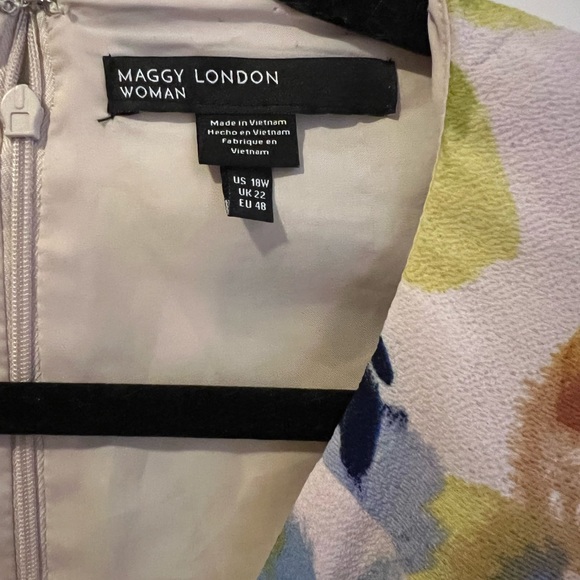 MAGGY LONDON
WOMAN
Made in Vietnam
Hecho en Vietnam
Fabrique en
Vietnam
US 18W
UK 22
EU 48